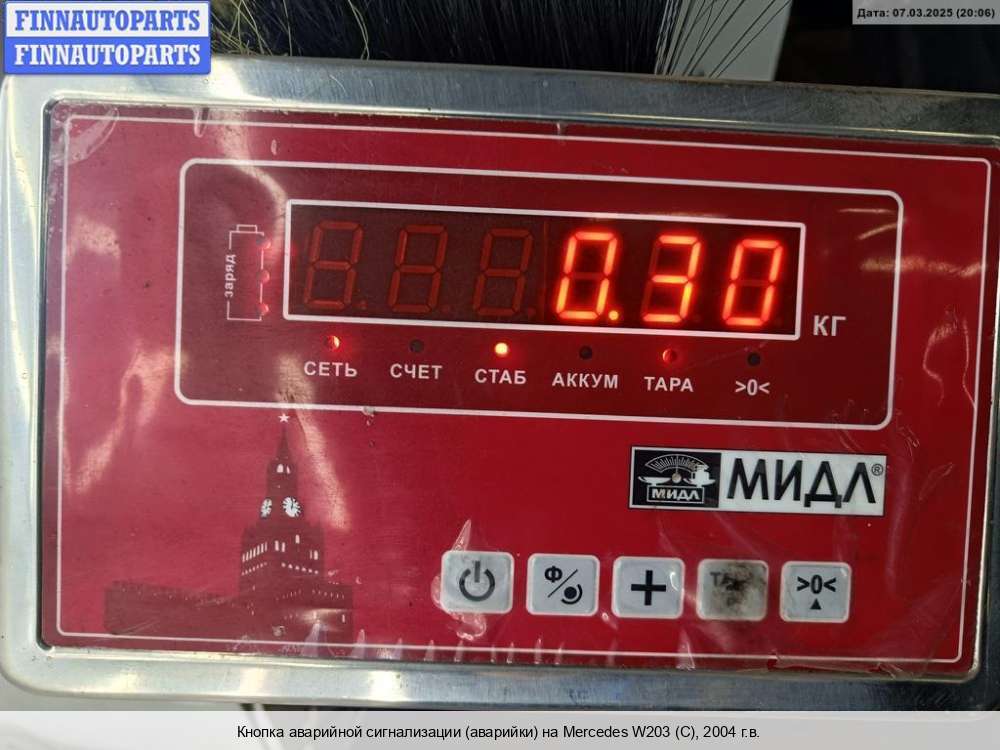 FINNAUTOPARTS
FINNAUTOPARTS
Дата: 07.03.2025 (20:06)
заряд
0.30
КГ
СЕТЬ СЧЕТ СТАБ АККУМ ТАРА >0<
МИДЛ МИДЛ®
Ф
>0<
Кнопка аварийной сигнализации (аварийки) на Mercedes W203 (C), 2004 г.в.